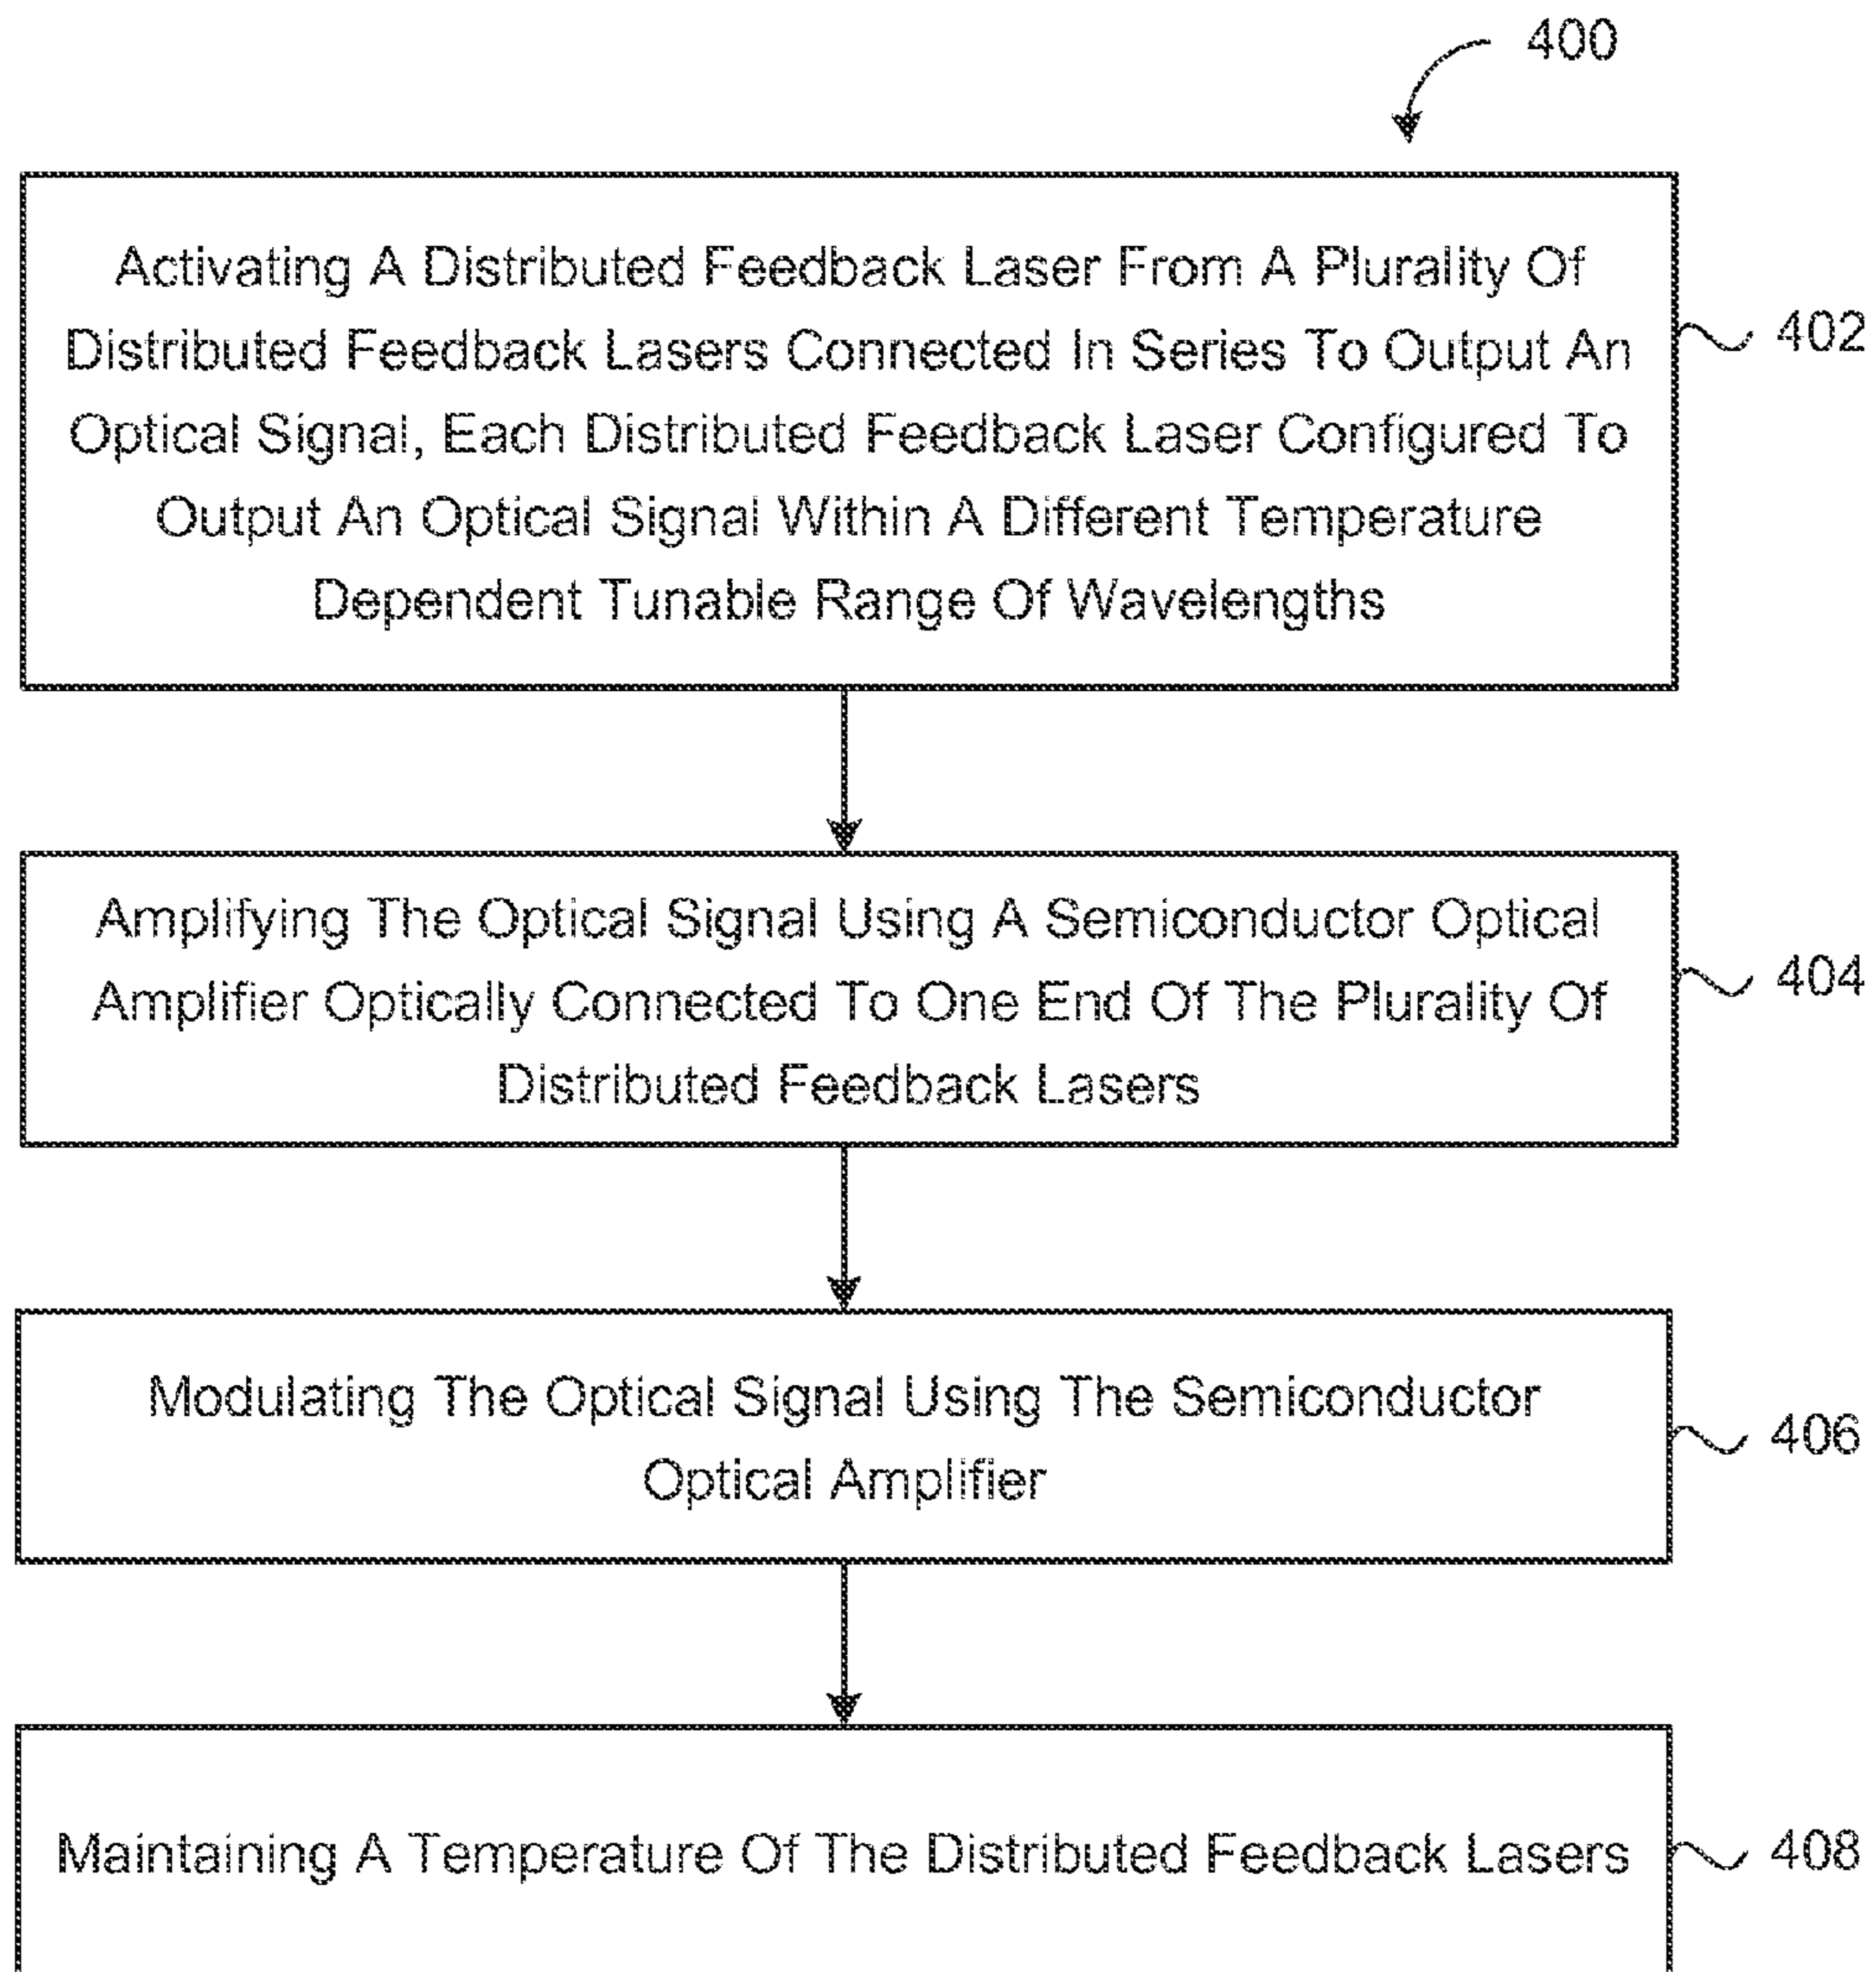 400
Activating A Distributed Feedback Laser From A Plurality Of
Distributed Feedback Lasers Connected In Series To Output An
Optical Signal, Each Distributed Feedback Laser Configured To
Output An Optical Signal Within A Different Temperature
Dependent Tunable Range Of Wavelengths
402
Amplifying The Optical Signal Using A Semiconductor Optical
Amplifier Optically Connected To One End Of The Plurality Of
Distributed Feedback Lasers
404
Modulating The Optical Signal Using The Semiconductor
Optical Amplifier
406
Maintaining A Temperature Of The Distributed Feedback Lasers
408